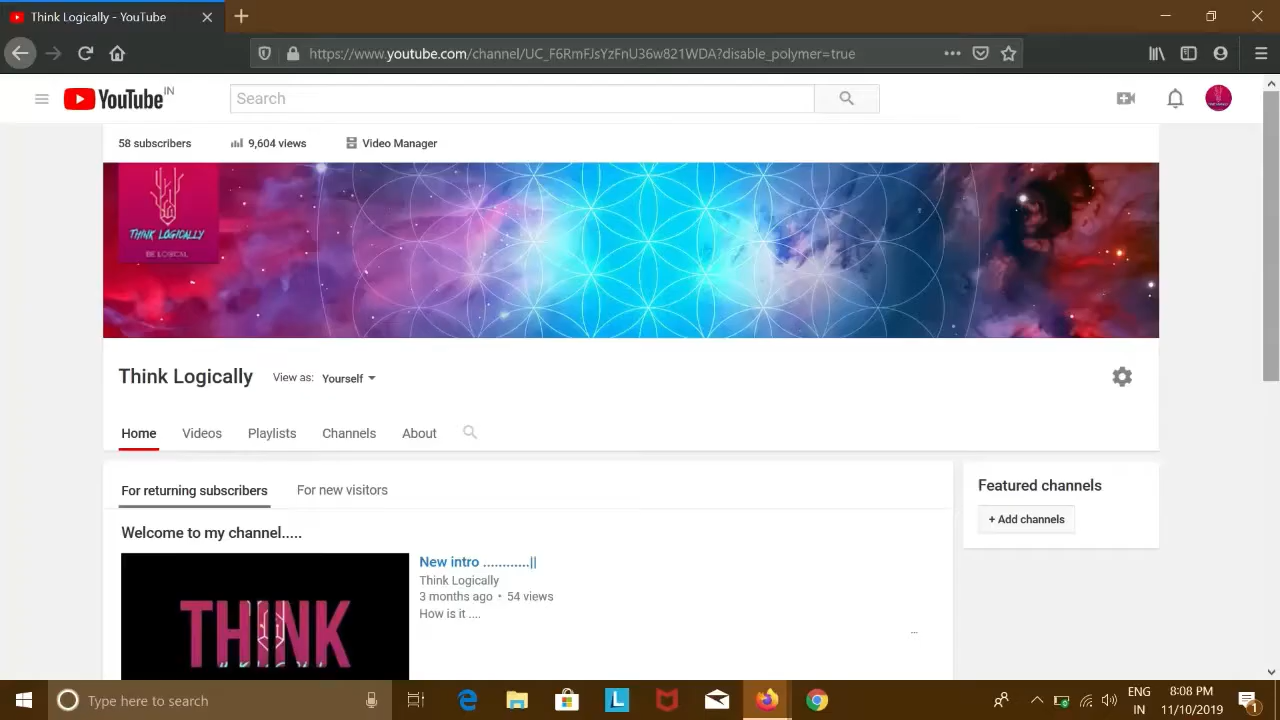 Think Logically - YouTube
https://www.youtube.com/channel/UC_F6RmFJsYzFnU36w821WDA?disable_polymer=true
YouTube IN
Search
58 subscribers 9,604 views Video Manager
THINK LOGICALLY
BE LOGICAL
Think Logically View as: Yourself
Home Videos Playlists Channels About
For returning subscribers For new visitors
Featured channels
+ Add channels
Welcome to my channel.....
New intro ............||
Think Logically
3 months ago • 54 views
How is it ....
...
THINK
Type here to search
L
ENG
IN
8:08 PM
11/10/2019
1